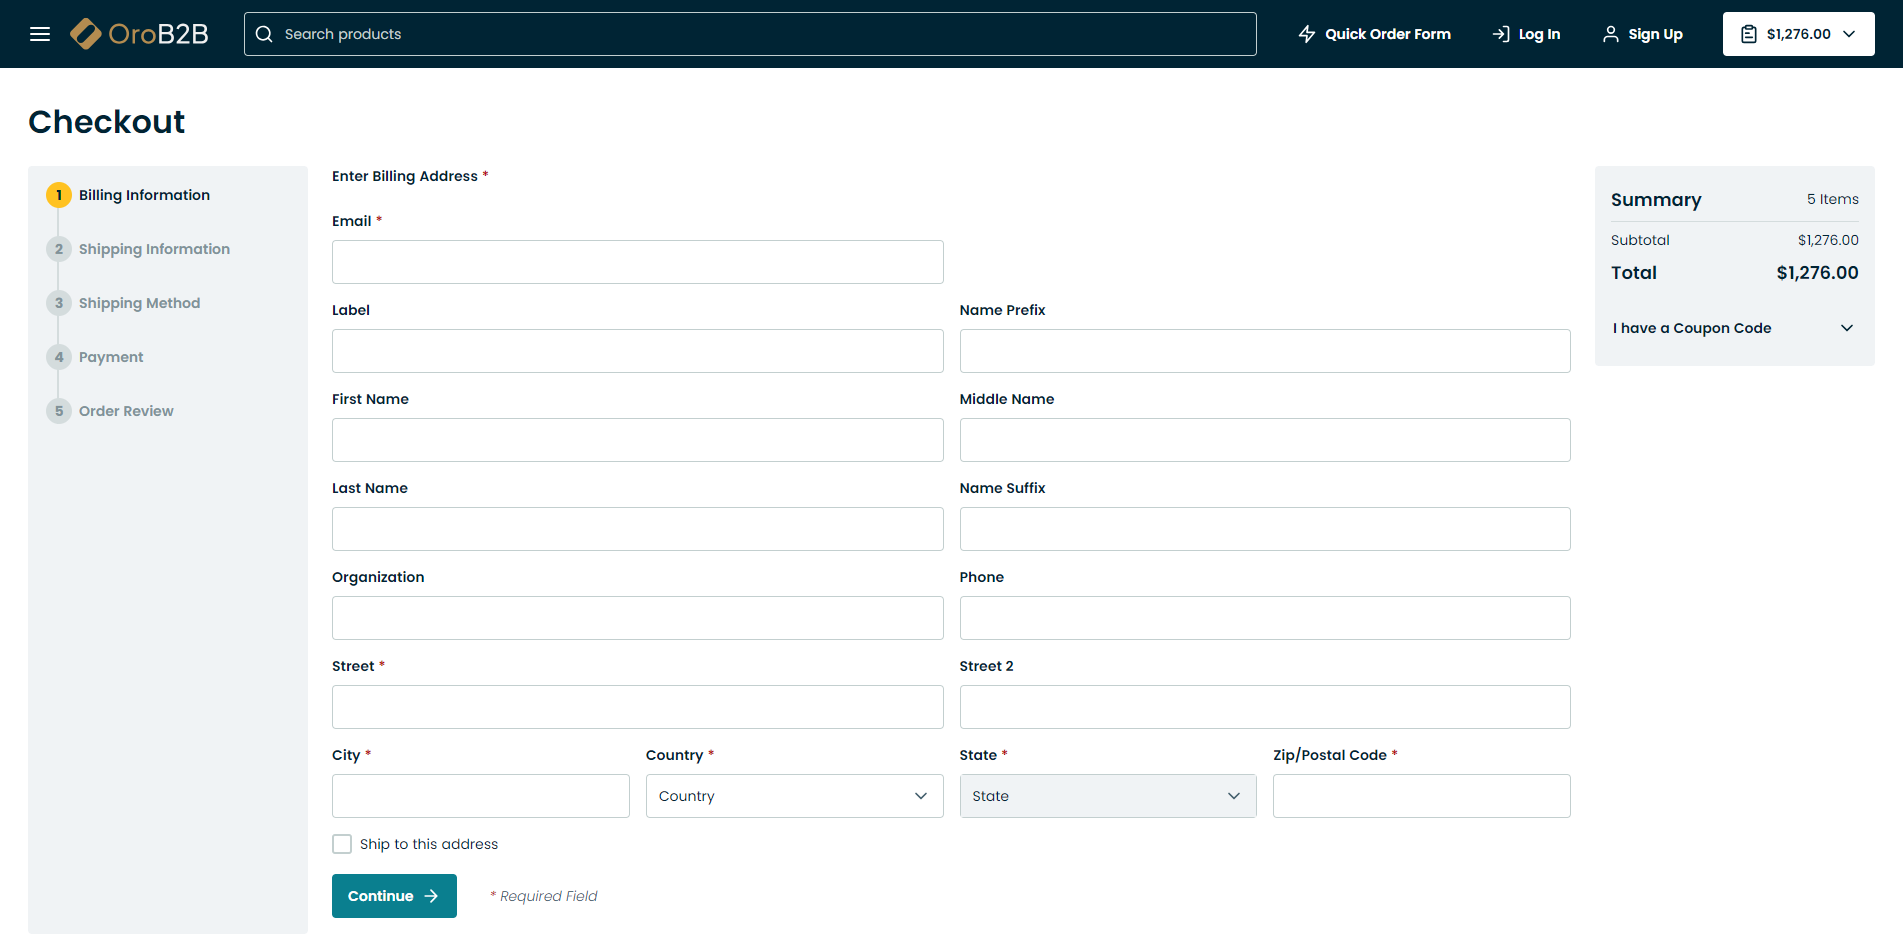 OroB2B
Search products
Quick Order Form
Log In
Sign Up
$1,276.00
Checkout
1 Billing Information
2 Shipping Information
3 Shipping Method
4 Payment
5 Order Review
Enter Billing Address *
Email *
Label
Name Prefix
First Name
Middle Name
Last Name
Name Suffix
Organization
Phone
Street *
Street 2
City *
Country *
State *
Zip/Postal Code *
Country
State
Ship to this address
Continue
* Required Field
Summary 5 Items
Subtotal $1,276.00
Total $1,276.00
I have a Coupon Code